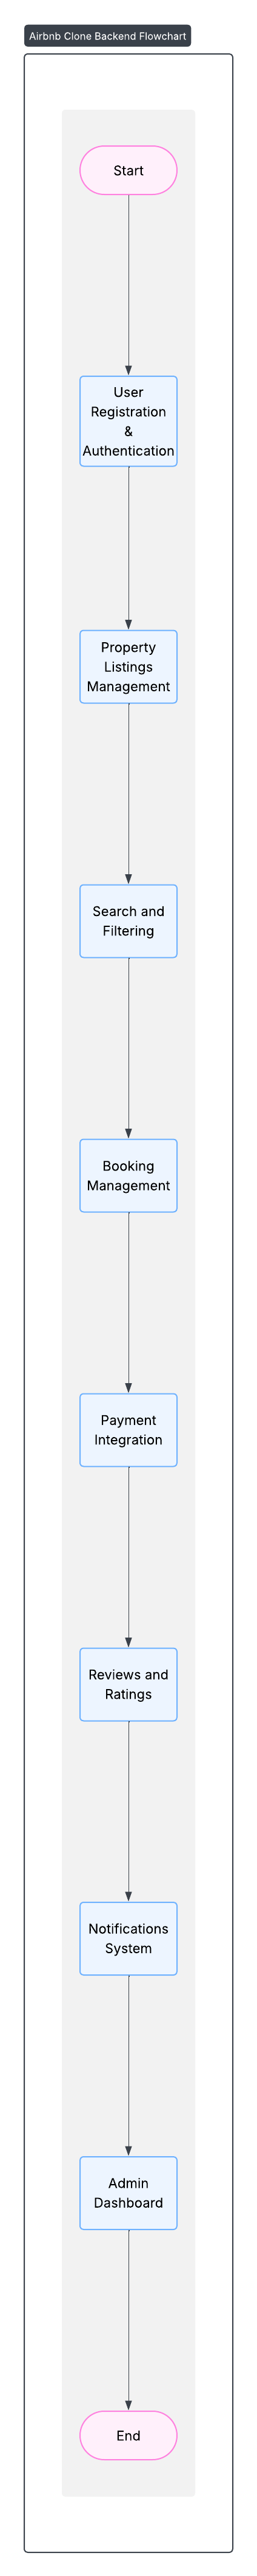 Airbnb Clone Backend Flowchart
Start
User
Registration
&
Authentication
Property
Listings
Management
Search and
Filtering
Booking
Management
Payment
Integration
Reviews and
Ratings
Notifications
System
Admin
Dashboard
End